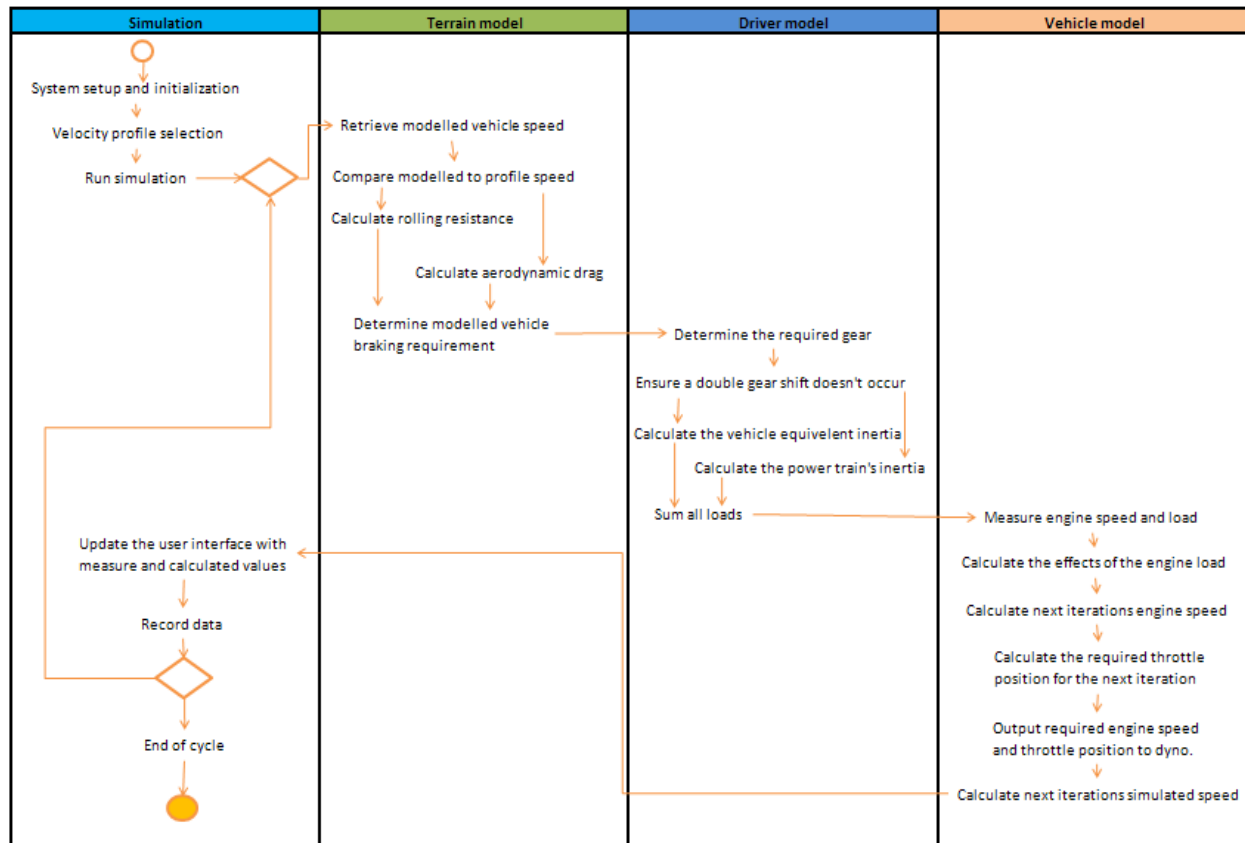 Simulation
Terrain model
Driver model
Vehicle model
System setup and initialization
Velocity profile selection
Run simulation
Retrieve modelled vehicle speed
Compare modelled to profile speed
Calculate rolling resistance
Calculate aerodynamic drag
Determine modelled vehicle
braking requirement
Determine the required gear
Ensure a double gear shift doesn't occur
Calculate the vehicle equivelent inertia
Calculate the power train's inertia
Sum all loads
Measure engine speed and load
Calculate the effects of the engine load
Calculate next iterations engine speed
Calculate the required throttle
position for the next iteration
Output required engine speed
and throttle position to dyno.
Calculate next iterations simulated speed
Update the user interface with
measure and calculated values
Record data
End of cycle